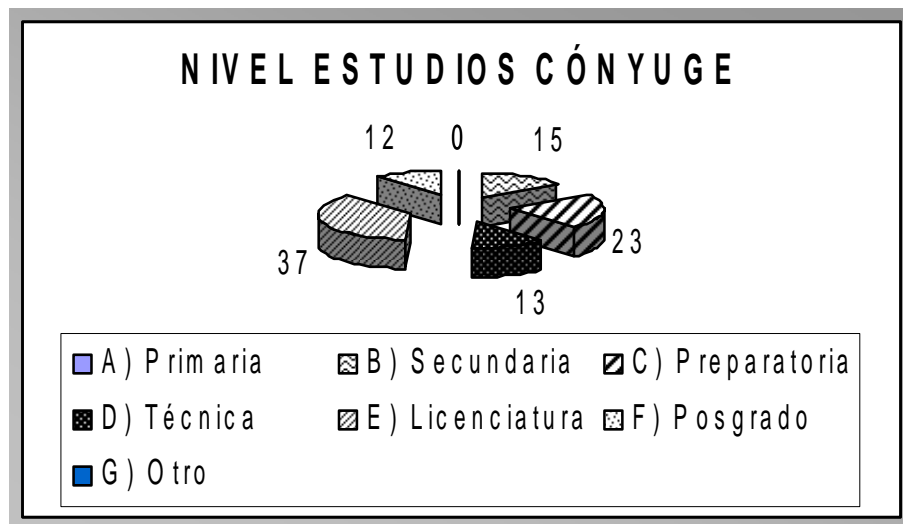 NIVEL ESTUDIOS CÓNYUGE
12 0 15
23
37
13
A) Primaria B) Secundaria C) Preparatoria
D) Técnica E) Licenciatura F) Posgrado
G) Otro